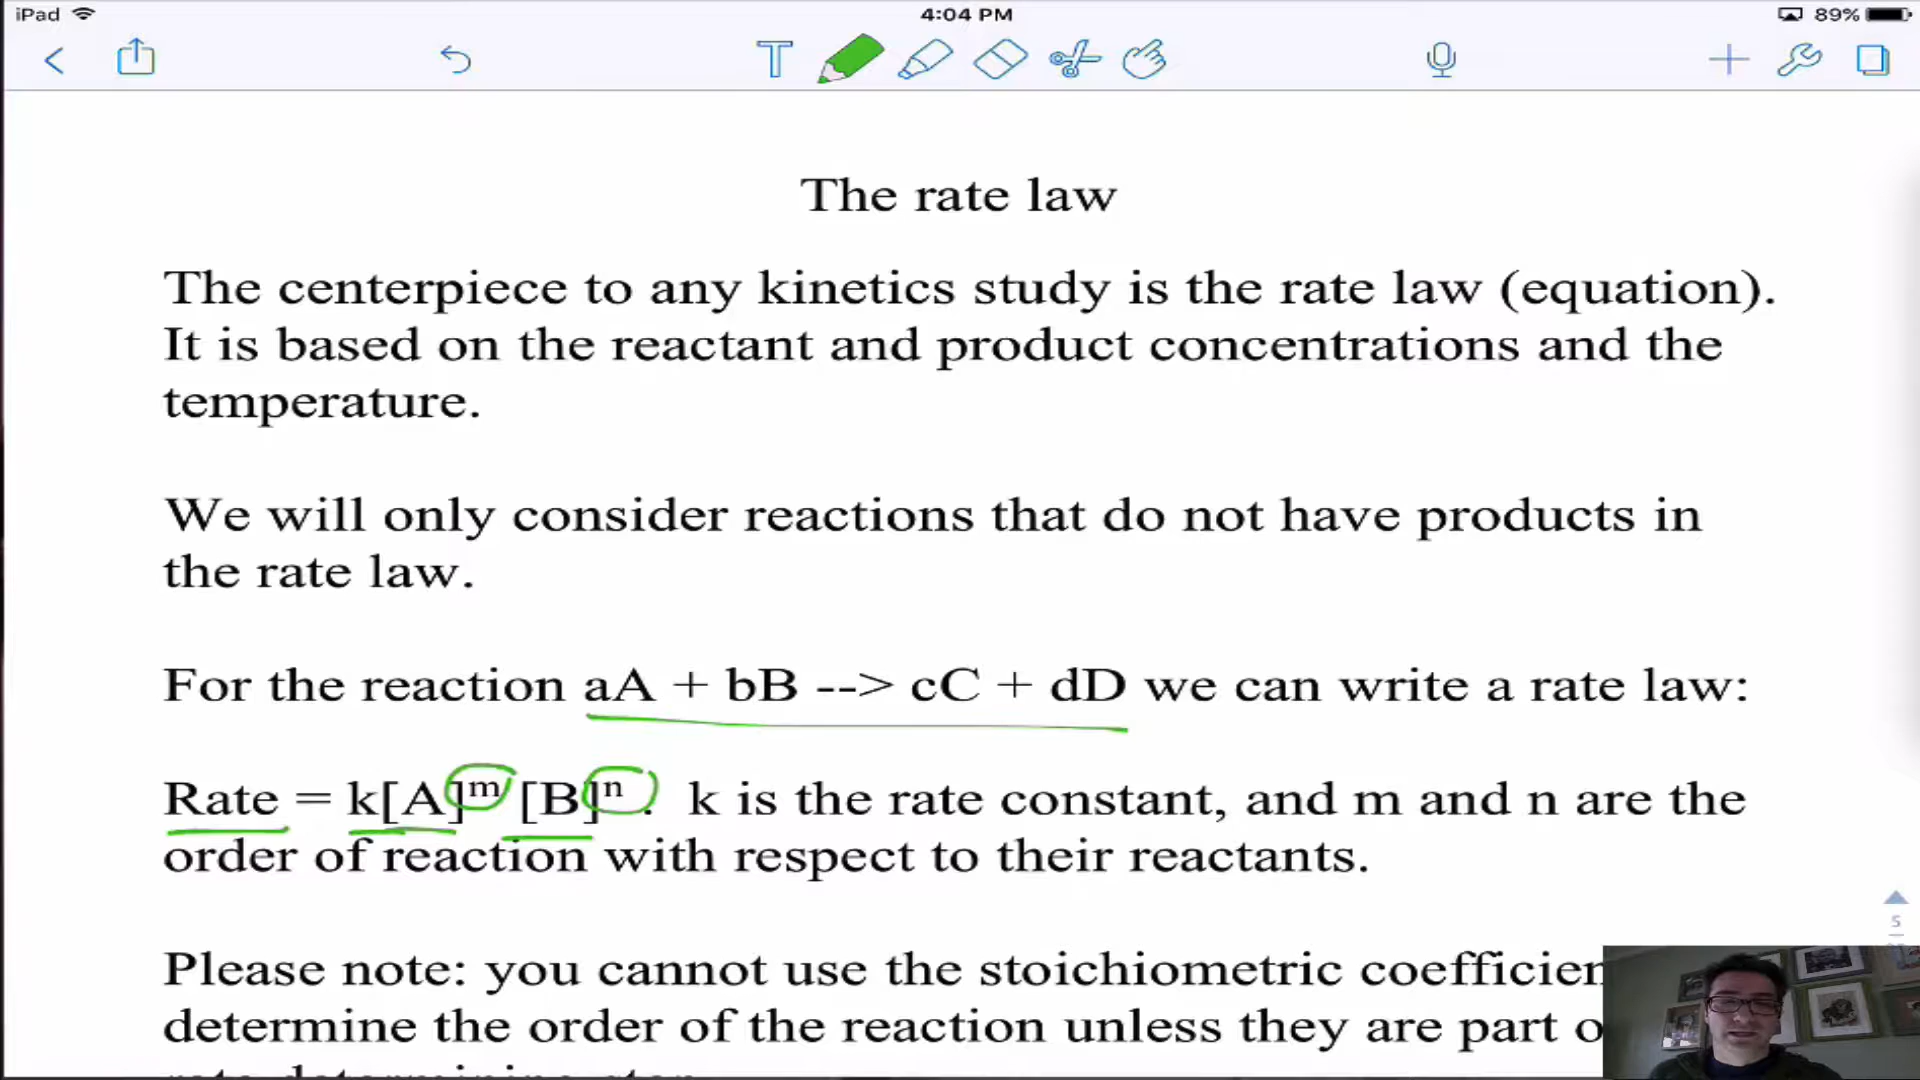 iPad 4:04 PM 89%
T
The rate law
The centerpiece to any kinetics study is the rate law (equation).
It is based on the reactant and product concentrations and the
temperature.
We will only consider reactions that do not have products in
the rate law.
For the reaction aA + bB --> cC + dD we can write a rate law:
Rate = k[A]ᵐ [B]ⁿ . k is the rate constant, and m and n are the
order of reaction with respect to their reactants.
5
Please note: you cannot use the stoichiometric coefficien
determine the order of the reaction unless they are part o